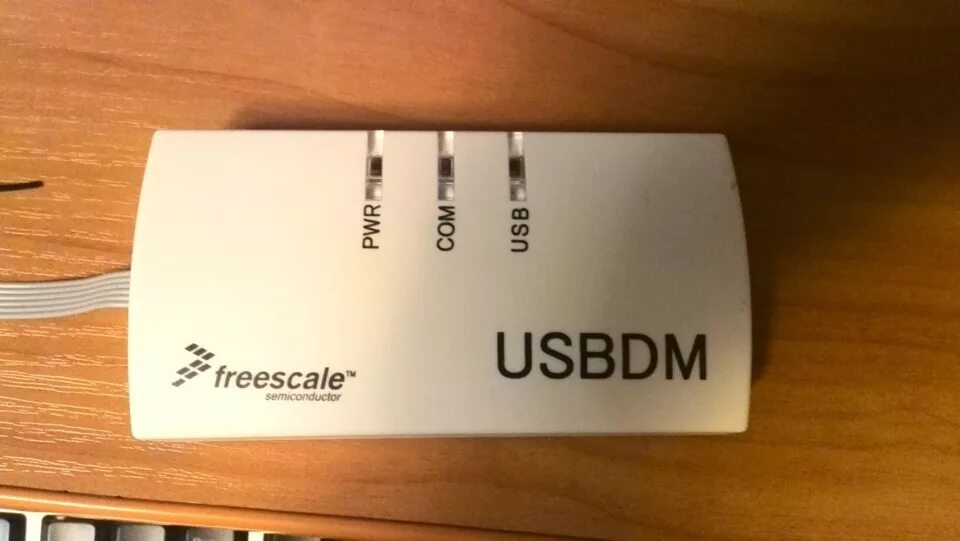 PWR
COM
USB
freescale™
semiconductor
USBDM